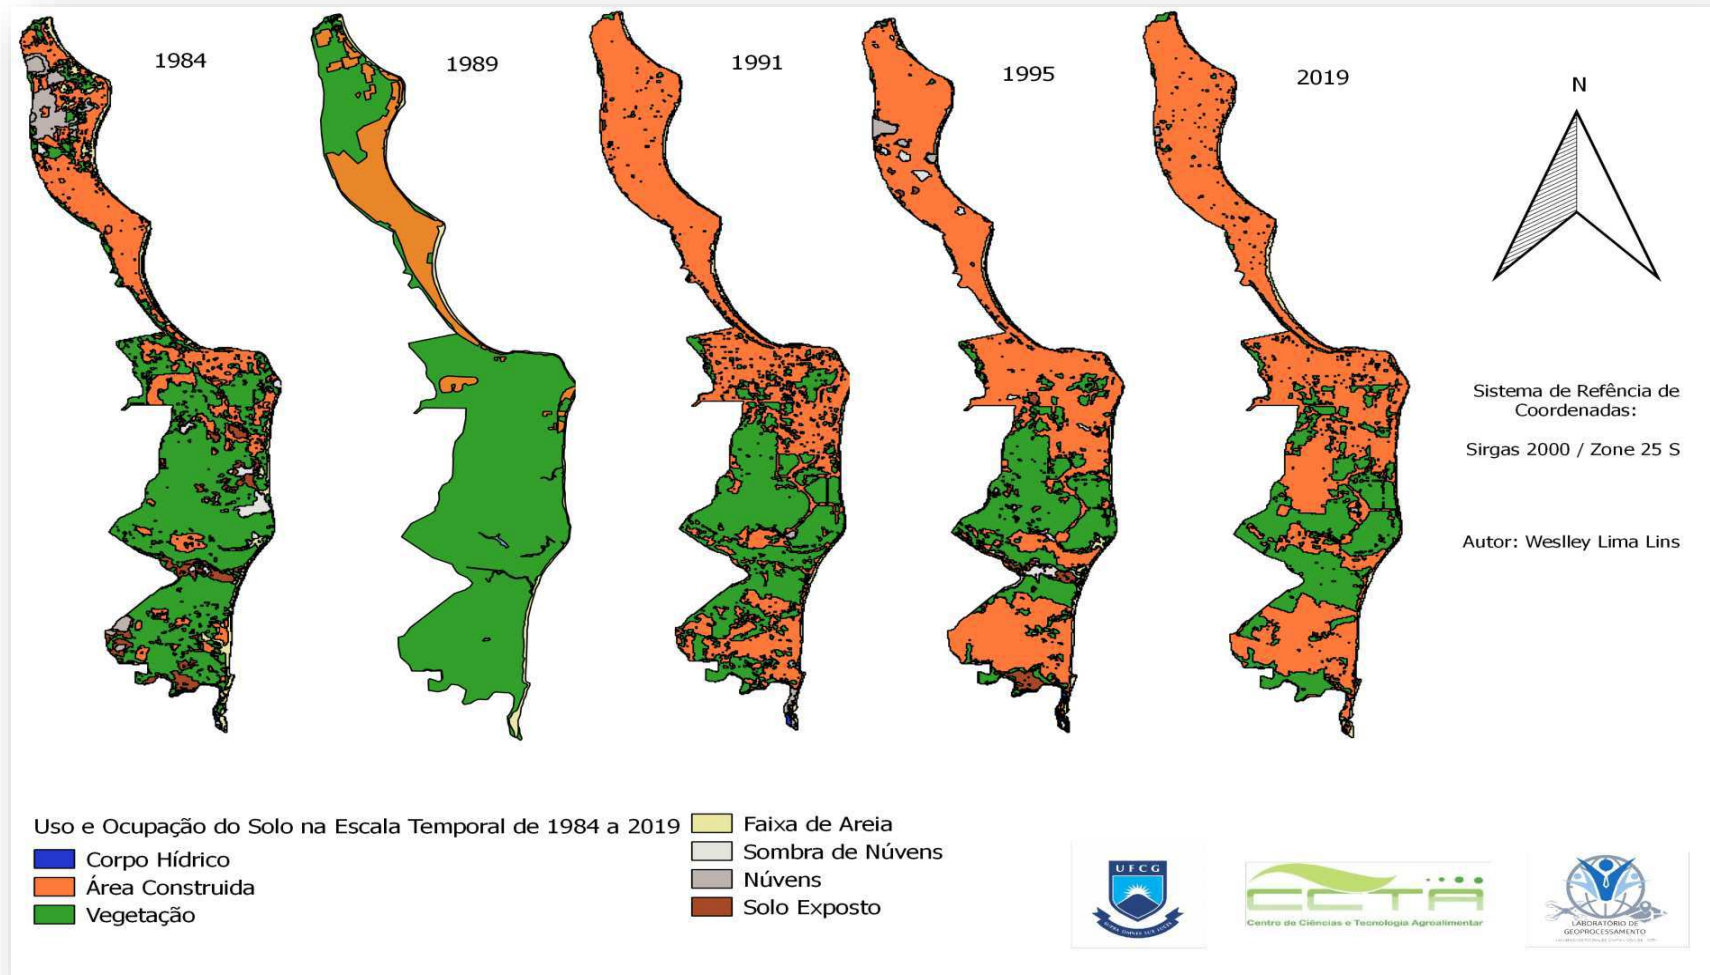 1984
1989
1991
1995
2019
N
Sistema de Refência de
Coordenadas:
Sirgas 2000 / Zone 25 S
Autor: Weslley Lima Lins
Uso e Ocupação do Solo na Escala Temporal de 1984 a 2019
Corpo Hídrico
Área Construida
Vegetação
Faixa de Areia
Sombra de Núvens
Núvens
Solo Exposto
UFCG
CCTA
Centro de Ciências e Tecnologia Agroalimentar
LABORATÓRIO DE
GEOPROCESSAMENTO